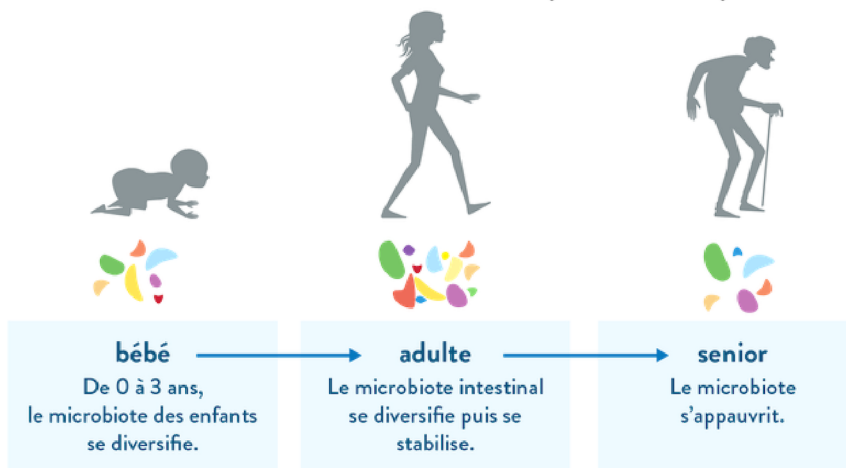 bébé
De 0 à 3 ans,
le microbiote des enfants
se diversifie.
adulte
Le microbiote intestinal
se diversifie puis se
stabilise.
senior
Le microbiote
s'appauvrit.